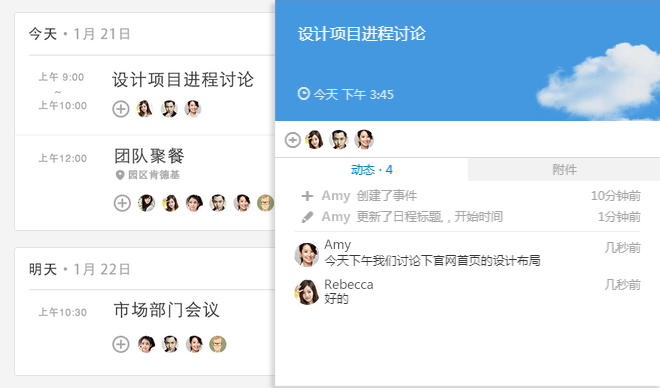 今天 • 1月 21日
上午 9:00
~
上午10:00
设计项目进程讨论
上午12:00
团队聚餐
园区肯德基
明天 • 1月 22日
上午10:30
市场部门会议
设计项目进程讨论
今天 下午 3:45
动态 · 4
附件
Amy 创建了事件 10分钟前
Amy 更新了日程标题, , 开始时间 1分钟前
Amy 几秒前
今天下午我们讨论下官网首页的设计布局
Rebecca 几秒前
好的